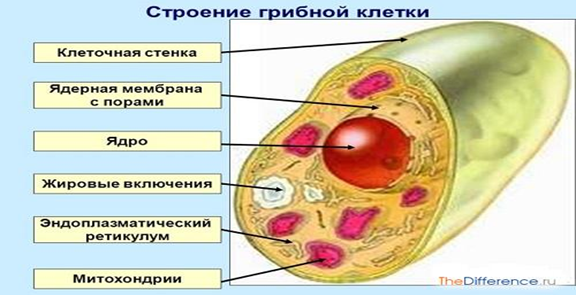 Строение грибной клетки
Клеточная стенка
Ядерная мембрана
с порами
Ядро
Жировые включения
Эндоплазматический
ретикулум
Митохондрии
TheDifference.ru